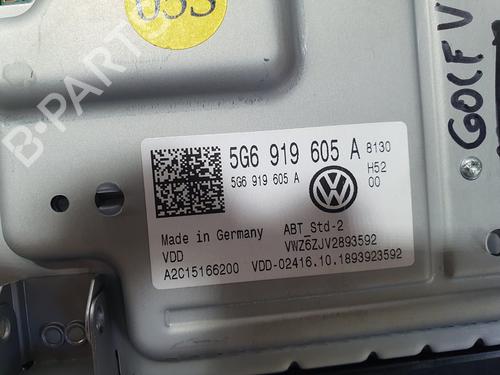 B-PARTS
GOLF V
5G6 919 605 A 8130
5G6 919 605 A H52
00
Made in Germany ABT_Std-2
VDD VWZ6ZJV2893592
A2C15166200 VDD-02416.10.1893923592